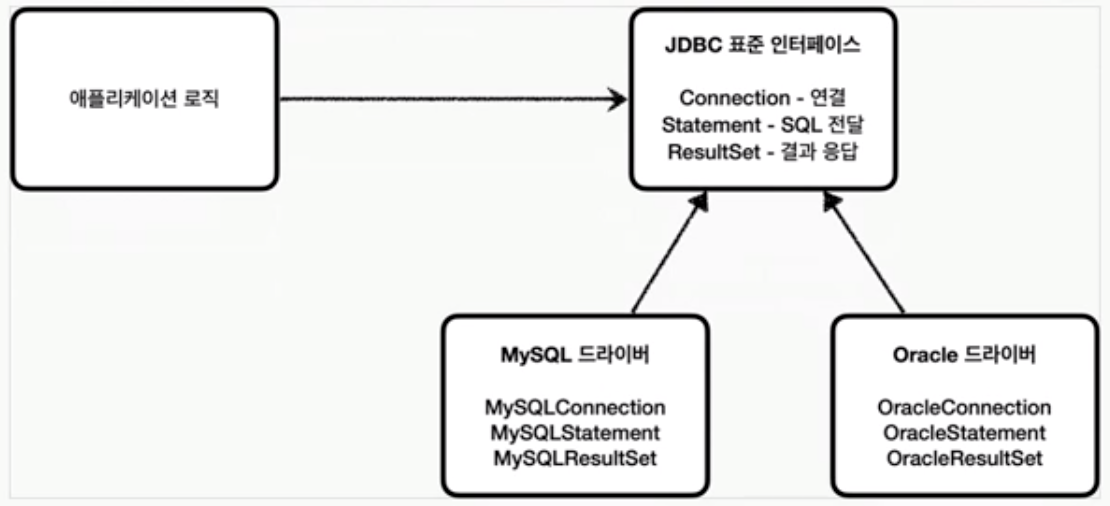 애플리케이션 로직
JDBC 표준 인터페이스
Connection - 연결
Statement - SQL 전달
ResultSet - 결과 응답
MySQL 드라이버
MySQLConnection
MySQLStatement
MySQLResultSet
Oracle 드라이버
OracleConnection
OracleStatement
OracleResultSet